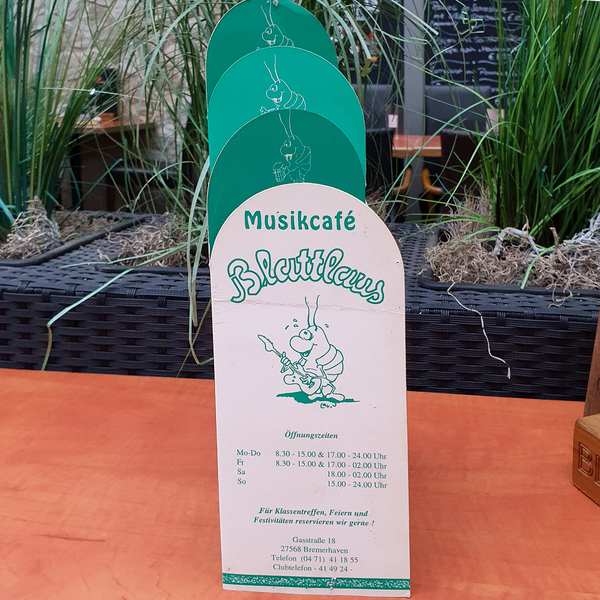 Musikcafé
Blattlaus
Öffnungszeiten
Mo-Do 8.30 - 15.00 & 17.00 - 24.00 Uhr
Fr 8.30 - 15.00 & 17.00 - 02.00 Uhr
Sa 18.00 - 02.00 Uhr
So 15.00 - 24.00 Uhr
Für Klassentreffen, Feiern und
Festivitäten reservieren wir gerne !
Gasstraße 18
27568 Bremerhaven
Telefon (04 71) 41 18 55
Clubtelefon - 41 49 24 -